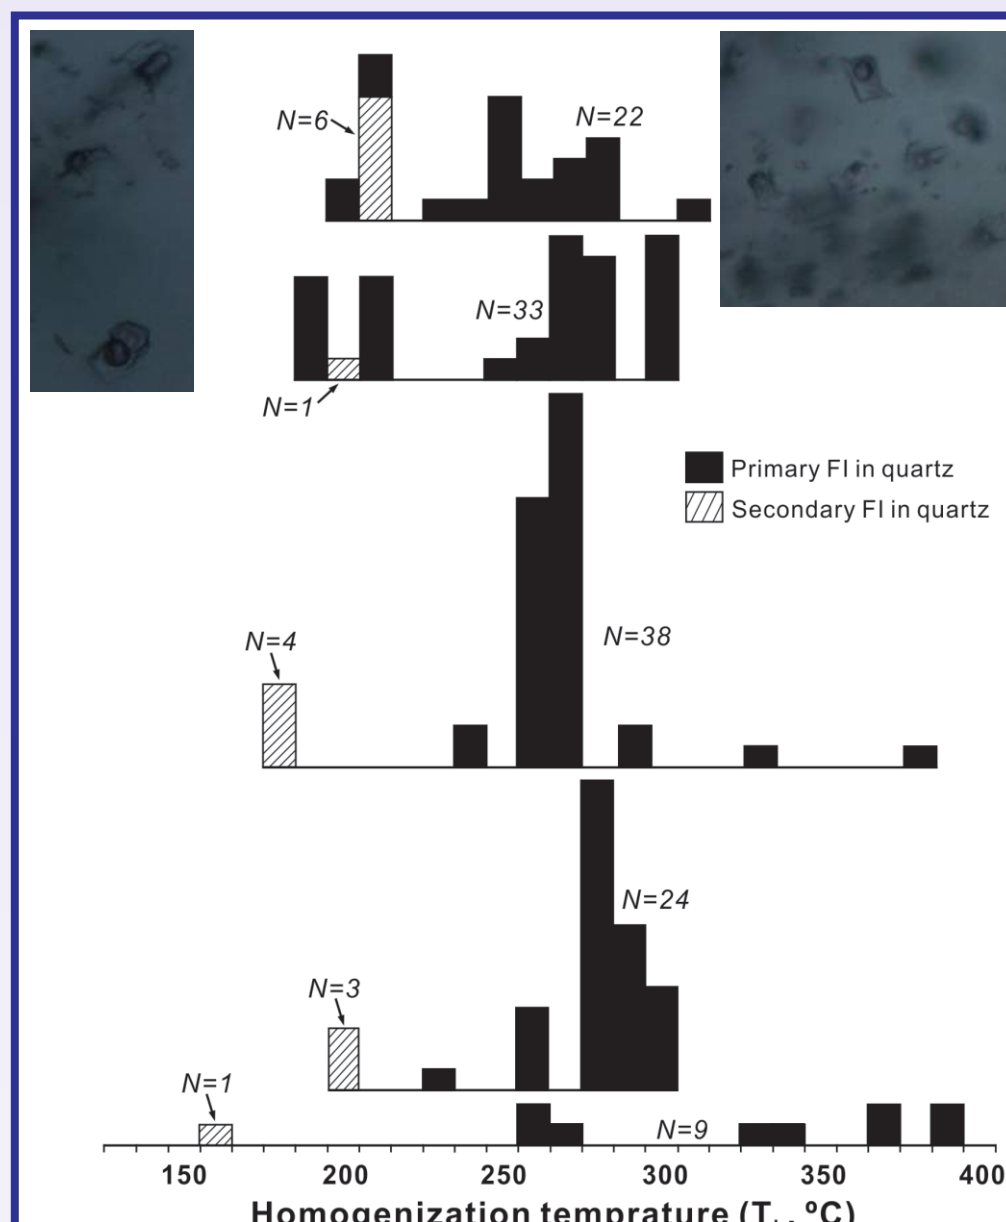 N=6
N=22
N=33
N=1
Primary FI in quartz
Secondary FI in quartz
N=4
N=38
N=24
N=3
N=1
N=9
150 200 250 300 350 400
Homogenization temprature (T , ºC)